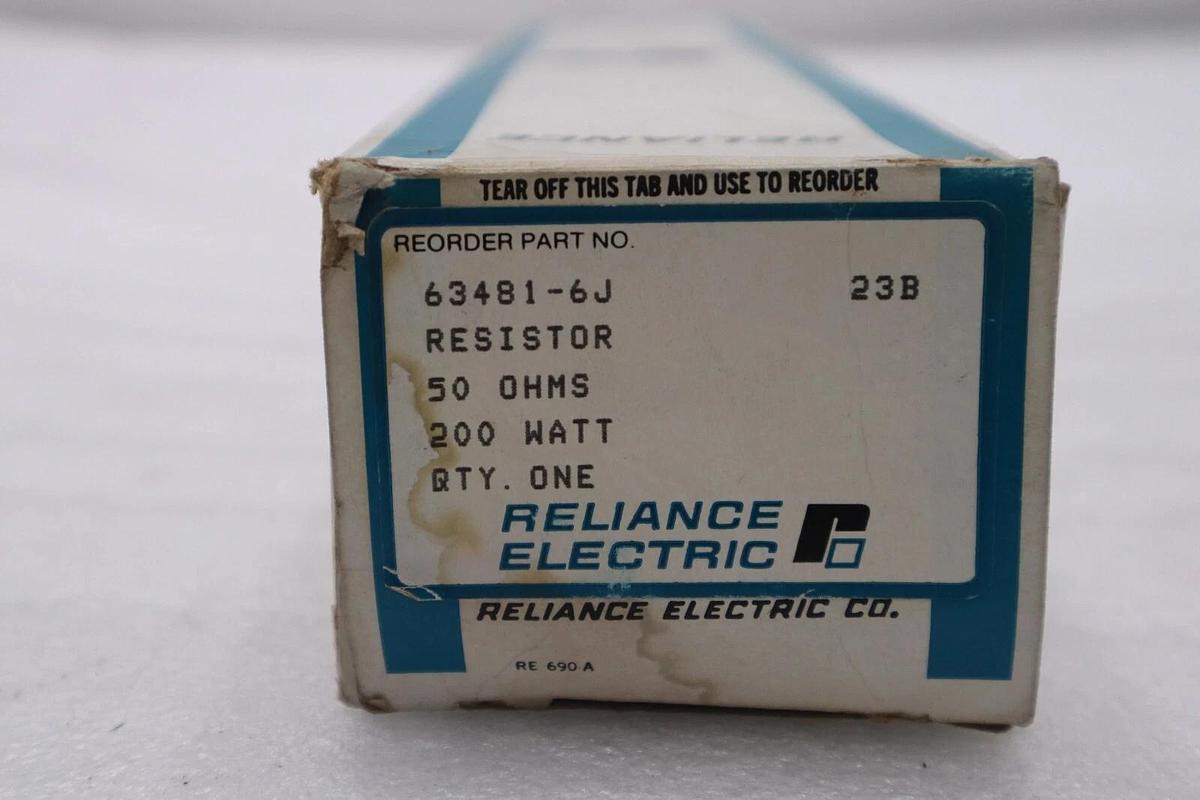 RELIANCE
TEAR OFF THIS TAB AND USE TO REORDER
REORDER PART NO.
63481-6J 23B
RESISTOR
50 OHMS
200 WATT
QTY. ONE
RELIANCE
ELECTRIC
RELIANCE ELECTRIC CO.
RE 690 A